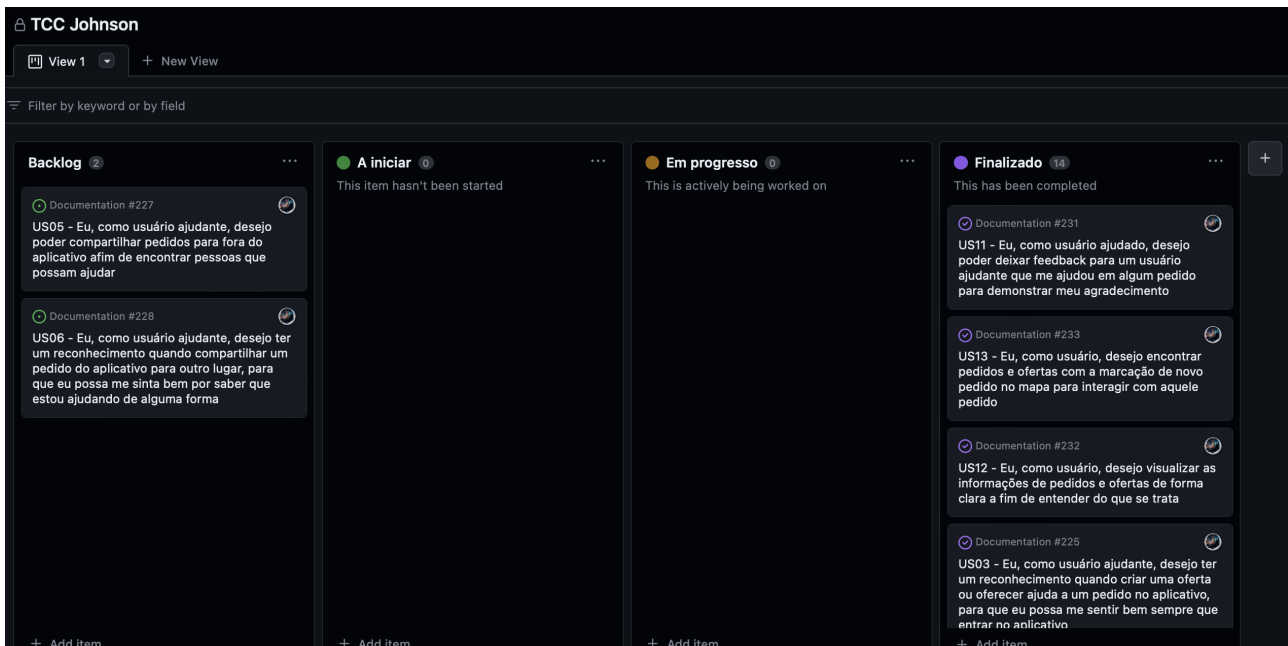 TCC Johnson
View 1
+ New View
Filter by keyword or by field
Backlog 2
Documentation #227
US05 - Eu, como usuário ajudante, desejo
poder compartilhar pedidos para fora do
aplicativo afim de encontrar pessoas que
possam ajudar
Documentation #228
US06 - Eu, como usuário ajudante, desejo ter
um reconhecimento quando compartilhar um
pedido do aplicativo para outro lugar, para
que eu possa me sinta bem por saber que
estou ajudando de alguma forma
+ Add item
A iniciar 0
This item hasn't been started
+ Add item
Em progresso 0
This is actively being worked on
+ Add item
Finalizado 14
This has been completed
Documentation #231
US11 - Eu, como usuário ajudado, desejo
poder deixar feedback para um usuário
ajudante que me ajudou em algum pedido
para demonstrar meu agradecimento
Documentation #233
US13 - Eu, como usuário, desejo encontrar
pedidos e ofertas com a marcação de novo
pedido no mapa para interagir com aquele
pedido
Documentation #232
US12 - Eu, como usuário, desejo visualizar as
informações de pedidos e ofertas de forma
clara a fim de entender do que se trata
Documentation #225
US03 - Eu, como usuário ajudante, desejo ter
um reconhecimento quando criar uma oferta
ou oferecer ajuda a um pedido no aplicativo,
para que eu possa me sentir bem sempre que
entrar no aplicativo
+ Add item
+